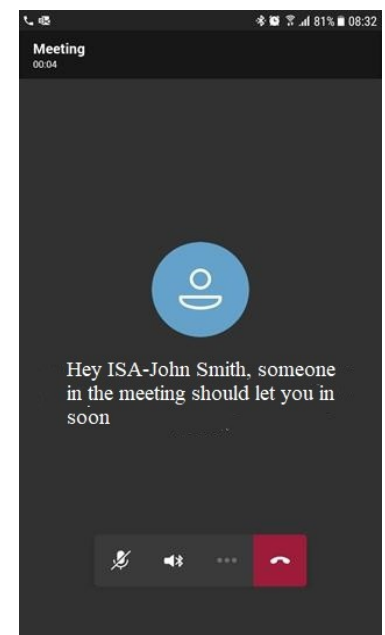 81% 08:32
Meeting
00:04
Hey ISA-John Smith, someone
in the meeting should let you in
soon